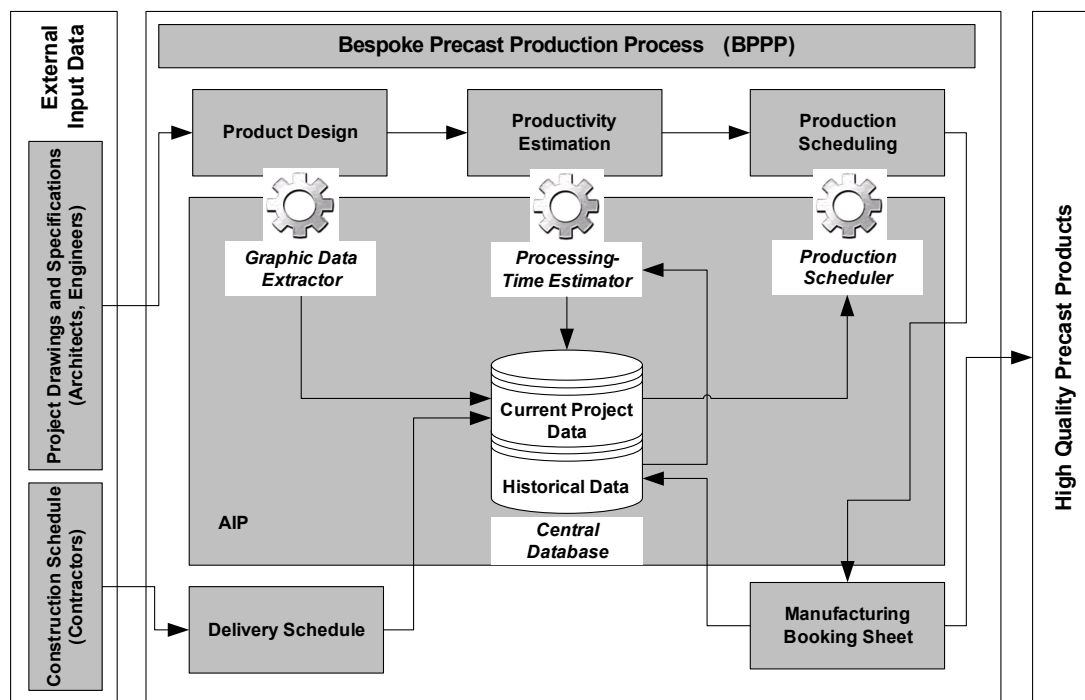 External
Input Data
Project Drawings and Specifications
(Architects, Engineers)
Construction Schedule
(Contractors)
Bespoke Precast Production Process (BPPP)
Product Design
Productivity
Estimation
Production
Scheduling
Graphic Data
Extractor
Processing-
Time Estimator
Production
Scheduler
Current Project
Data
Historical Data
Central
Database
AIP
Delivery Schedule
Manufacturing
Booking Sheet
High Quality Precast Products